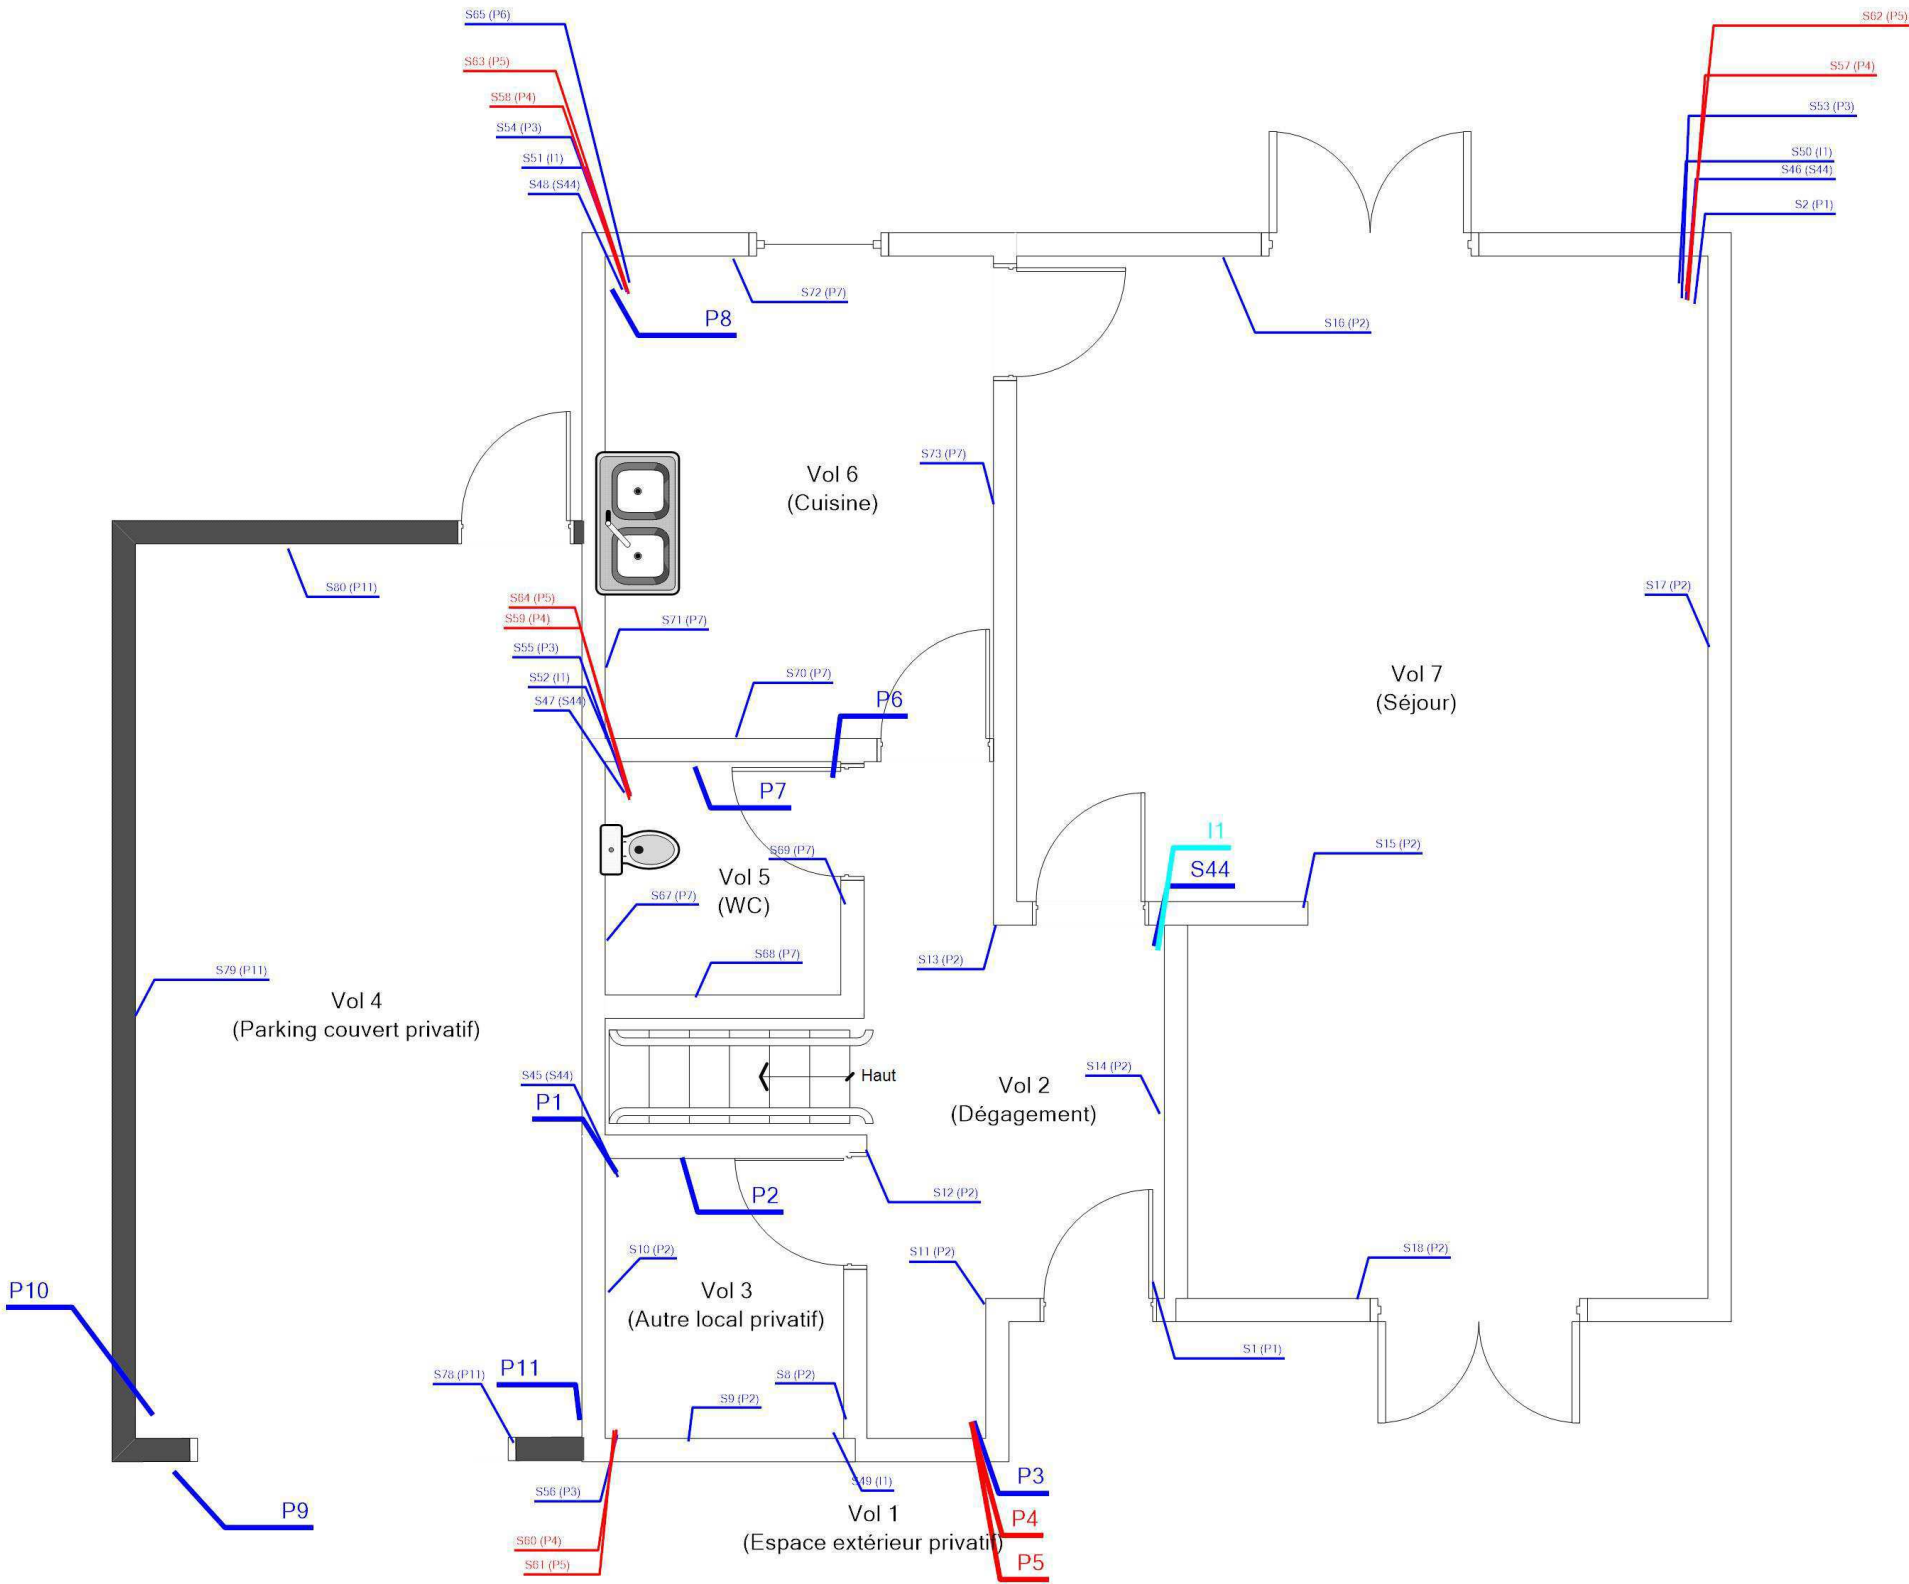 S65 (P6)
S62 (P5)
S63 (P5)
S57 (P4)
S58 (P4)
S53 (P3)
S54 (P3)
S50 (I1)
S51 (I1)
S46 (S44)
S48 (S44)
S2 (P1)
S72 (P7)
P8
S16 (P2)
S73 (P7)
Vol 6
(Cuisine)
S80 (P11)
S17 (P2)
S64 (P5)
S59 (P4)
S71 (P7)
S55 (P3)
S52 (I1)
S70 (P7)
Vol 7
(Séjour)
S47 (S44)
P6
P7
I1
S69 (P7)
S15 (P2)
S44
Vol 5
(WC)
S67 (P7)
S68 (P7)
S13 (P2)
S79 (P11)
Vol 4
(Parking couvert privatif)
S45 (S44)
Haut
S14 (P2)
Vol 2
(Dégagement)
P1
P2
S12 (P2)
S10 (P2)
S11 (P2)
S18 (P2)
P10
Vol 3
(Autre local privatif)
S1 (P1)
P11
S78 (P11)
S8 (P2)
S9 (P2)
P3
S49 (I1)
S56 (P3)
P9
Vol 1
(Espace extérieur privatif)
P4
S60 (P4)
S61 (P5)
P5